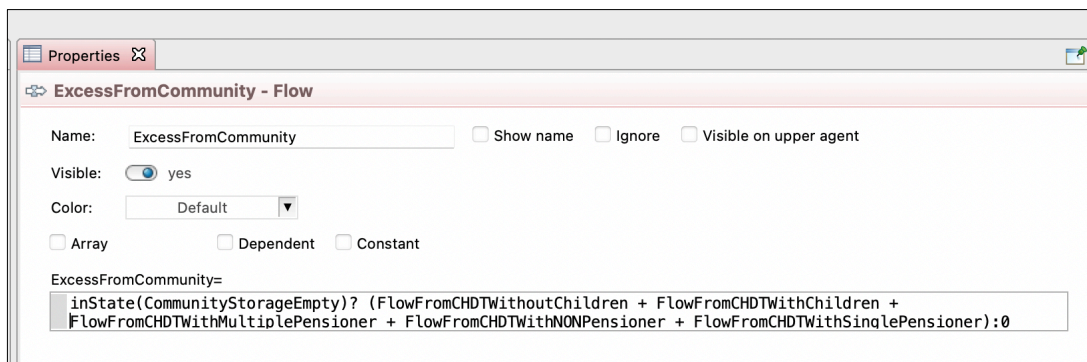 Properties
ExcessFromCommunity - Flow
Name: ExcessFromCommunity Show name Ignore Visible on upper agent
Visible: yes
Color: Default
Array Dependent Constant
ExcessFromCommunity=
inState(CommunityStorageEmpty)? (FlowFromCHDTWithoutChildren + FlowFromCHDTWithChildren +
FlowFromCHDTWithMultiplePensioner + FlowFromCHDTWithNONPensioner + FlowFromCHDTWithSinglePensioner):0